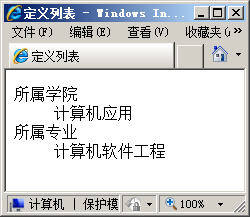 定义列表 - Windows In...
文件(F) 编辑(E) 查看(V) 收藏夹(
定义列表
所属学院
计算机应用
所属专业
计算机软件工程
计算机 | 保护模 100%